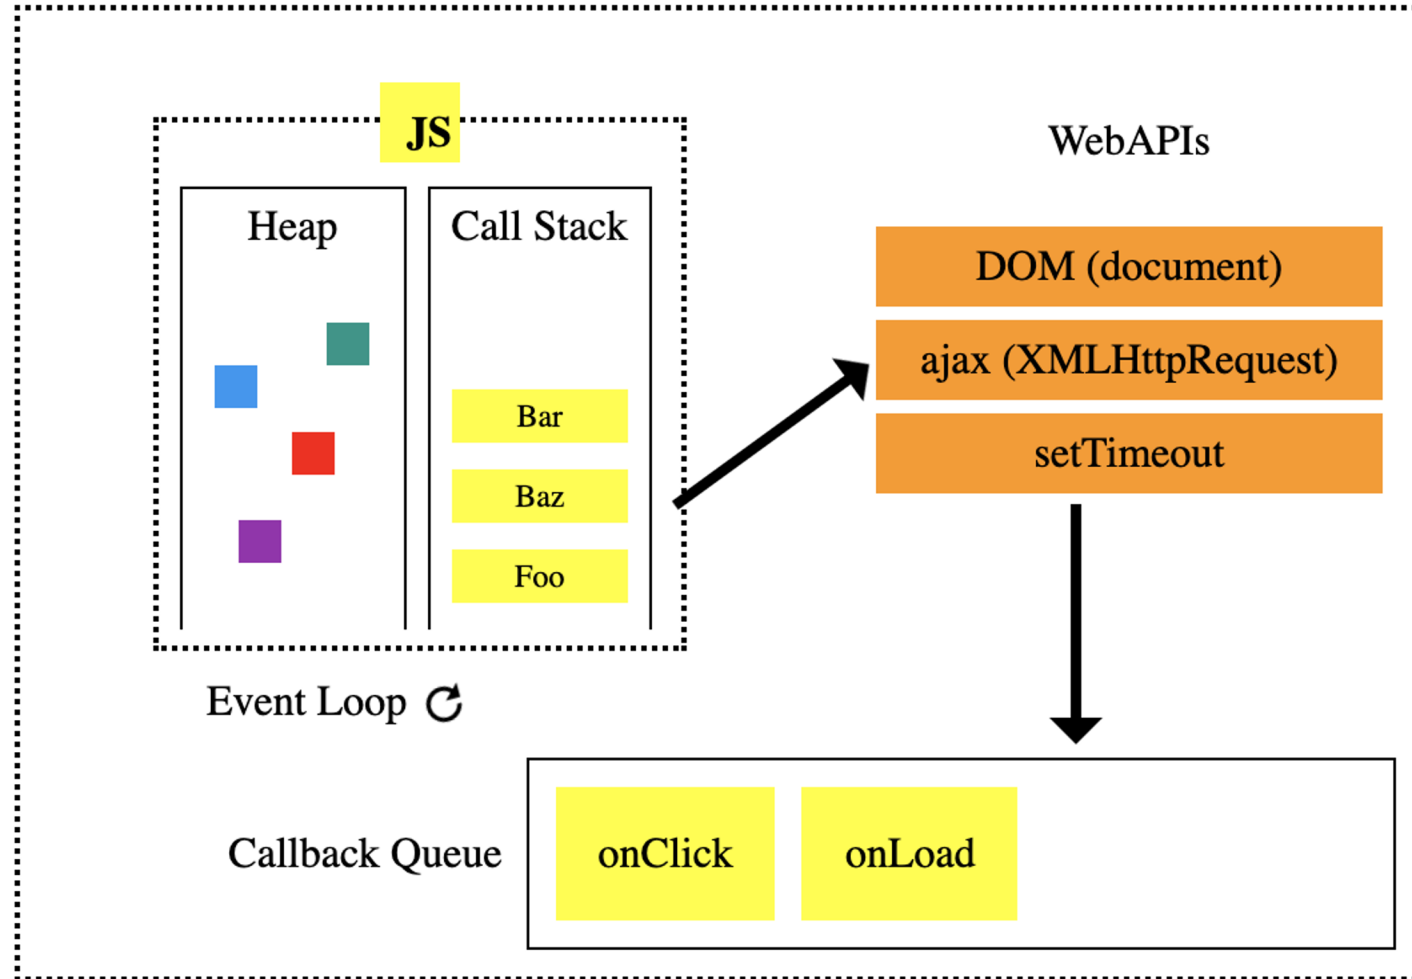 JS
Heap
Call Stack
Bar
Baz
Foo
Event Loop
WebAPIs
DOM (document)
ajax (XMLHttpRequest)
setTimeout
Callback Queue
onClick
onLoad